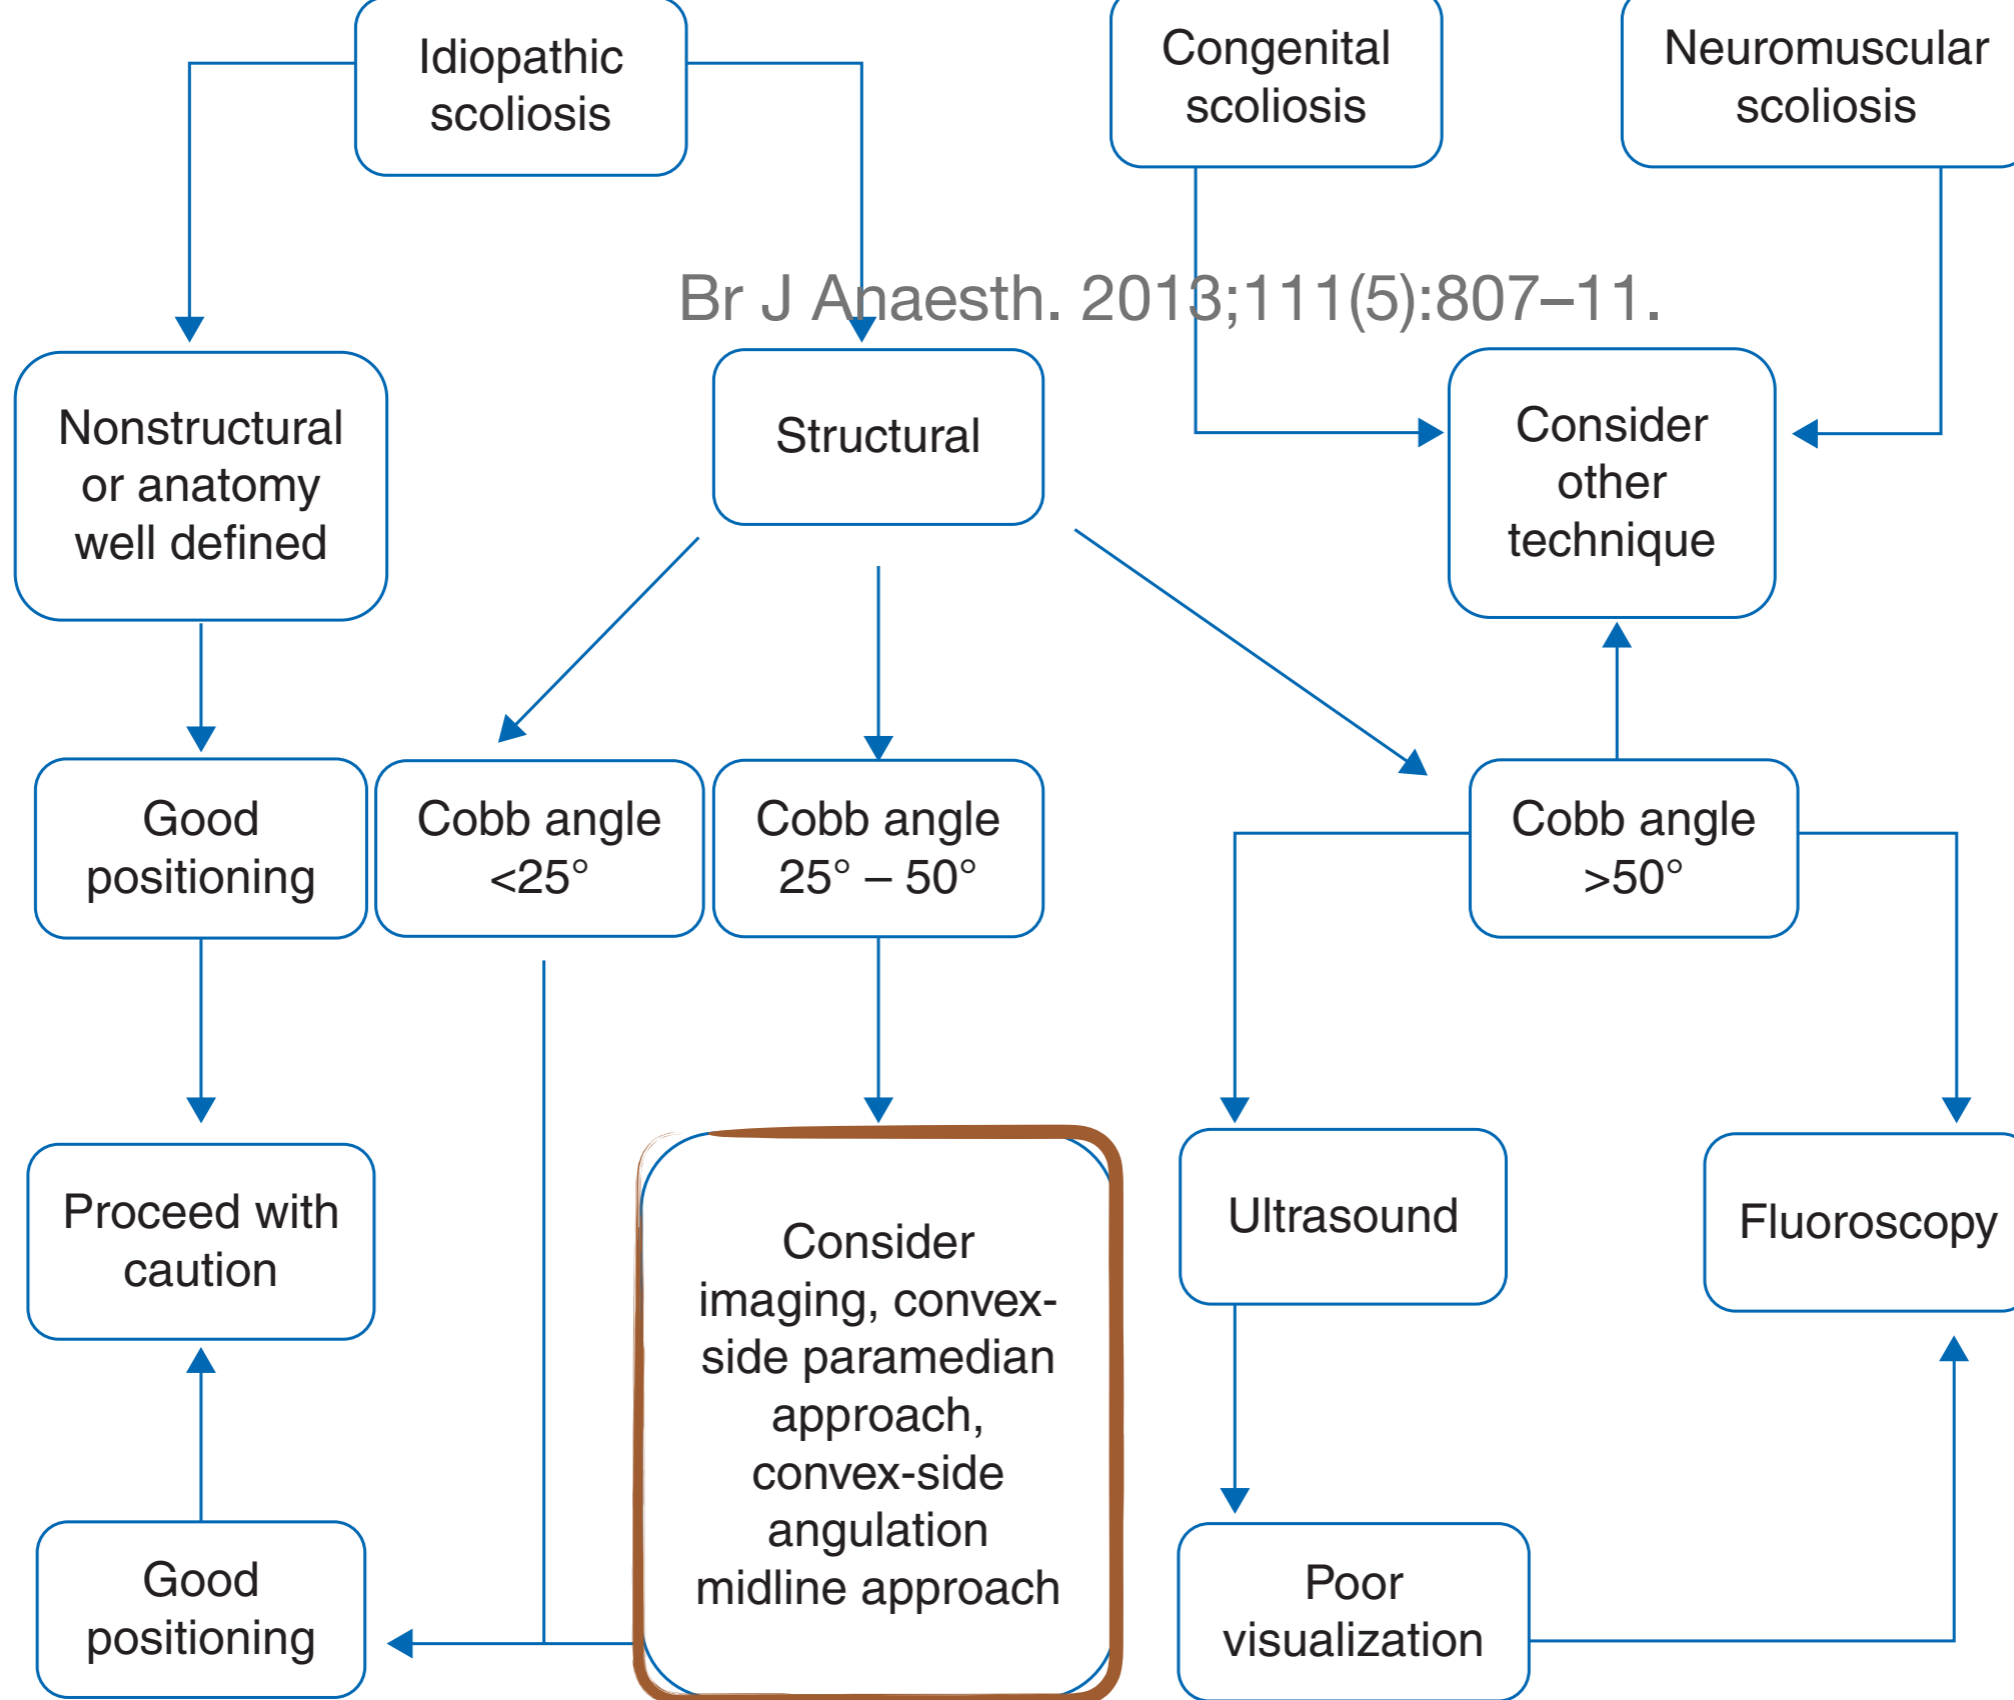 Idiopathic
scoliosis
Congenital
scoliosis
Neuromuscular
scoliosis
Br J Anaesth. 2013;111(5):807–11.
Nonstructural
or anatomy
well defined
Structural
Consider
other
technique
Good
positioning
Cobb angle
<25°
Cobb angle
25° – 50°
Cobb angle
>50°
Proceed with
caution
Consider
imaging, convex-
side paramedian
approach,
convex-side
angulation
midline approach
Ultrasound
Fluoroscopy
Good
positioning
Poor
visualization